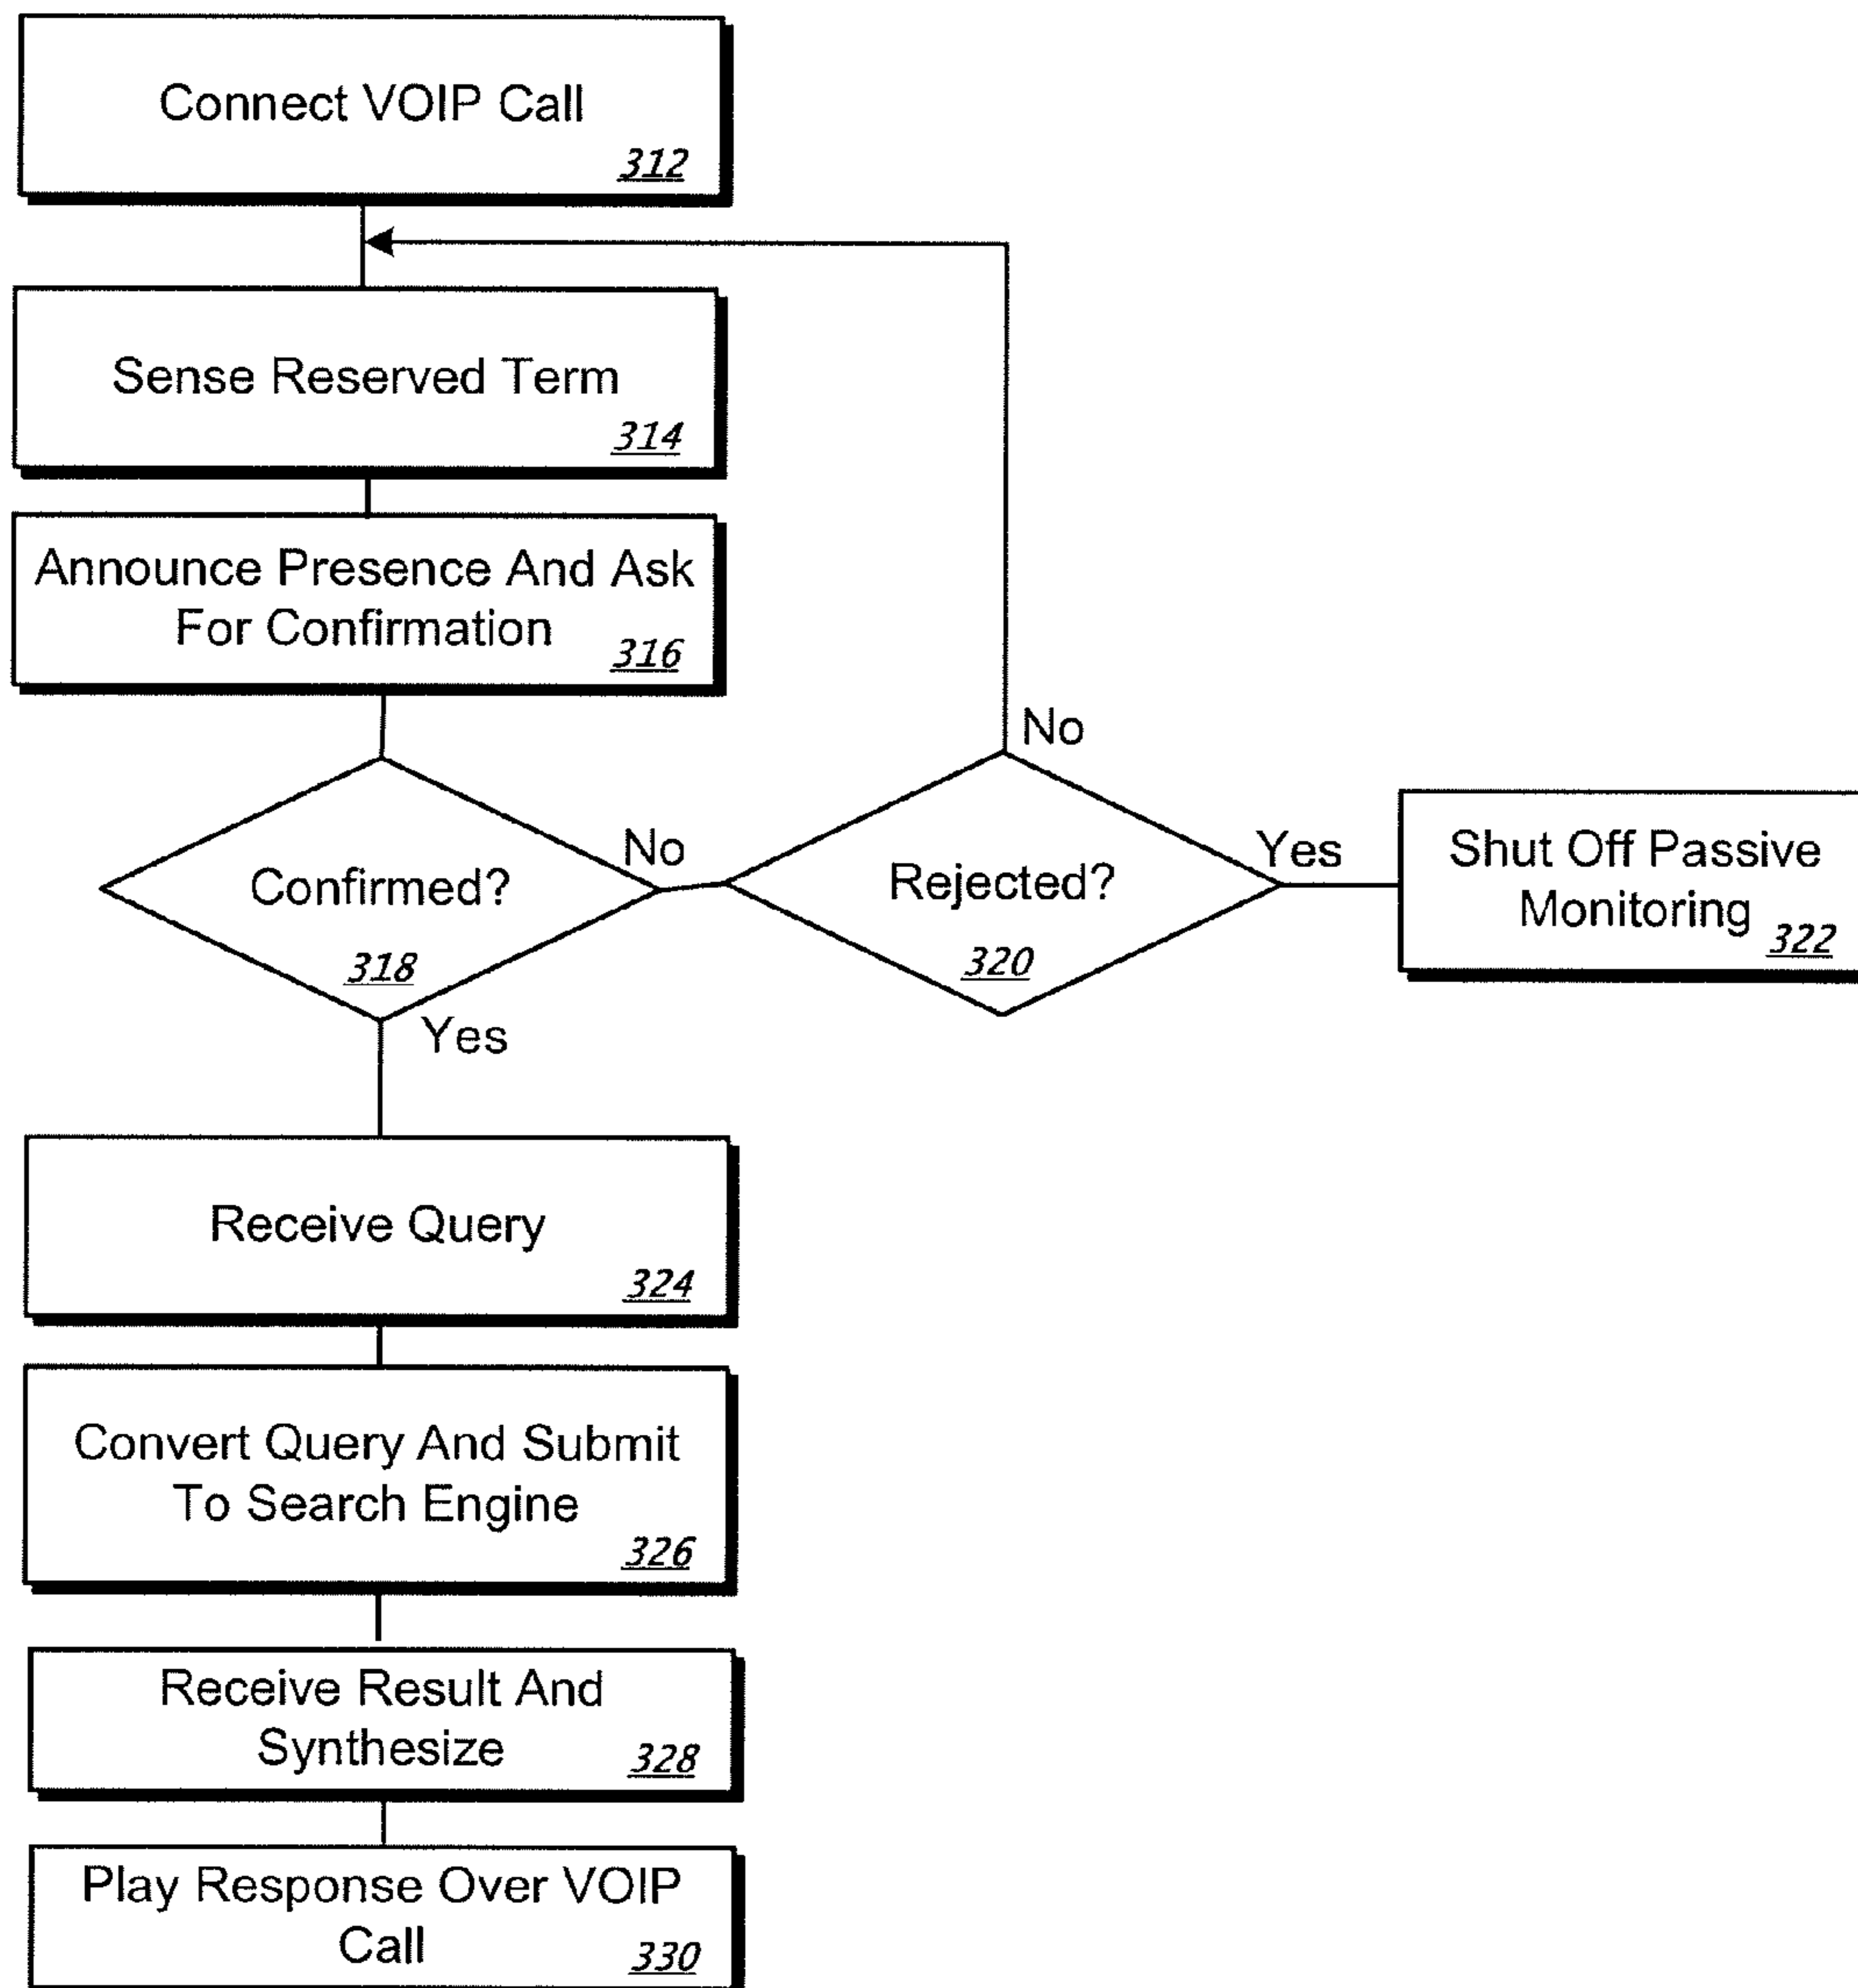 Connect VOIP Call
312
Sense Reserved Term
314
Announce Presence And Ask
For Confirmation
316
Confirmed?
318
No
Yes
Rejected?
320
No
Yes
Shut Off Passive
Monitoring
322
Receive Query
324
Convert Query And Submit
To Search Engine
326
Receive Result And
Synthesize
328
Play Response Over VOIP
Call
330